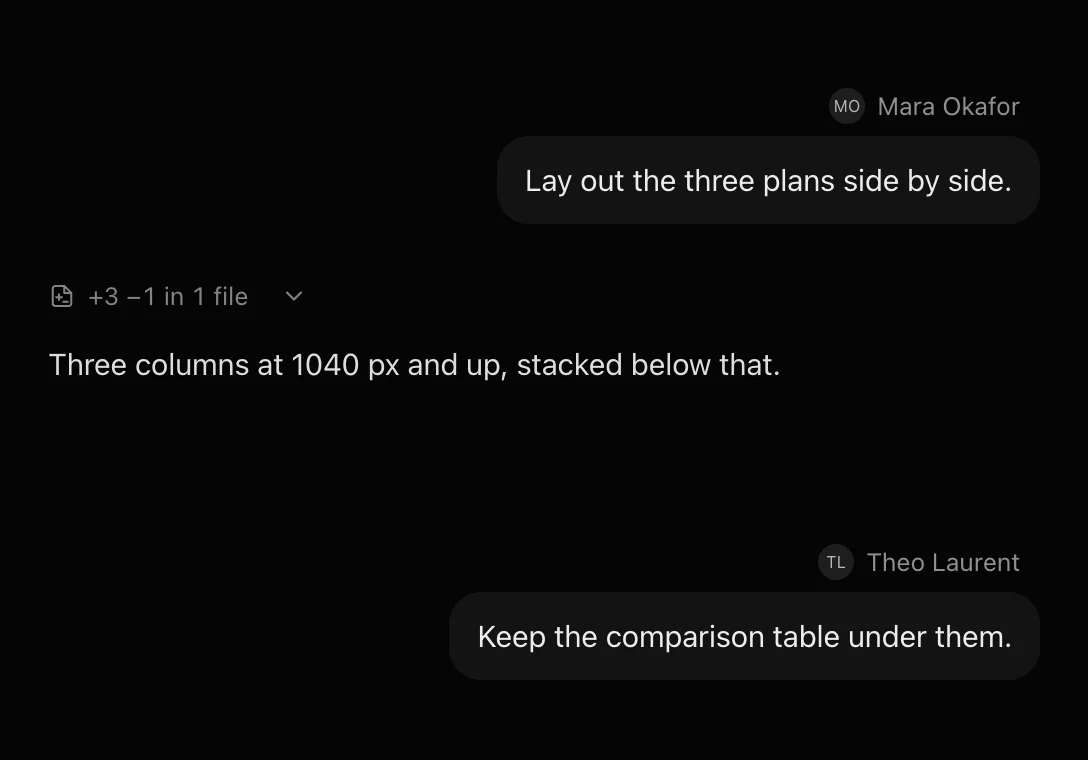 MO Mara Okafor
Lay out the three plans side by side.
+3 −1 in 1 file
Three columns at 1040 px and up, stacked below that.
TL Theo Laurent
Keep the comparison table under them.